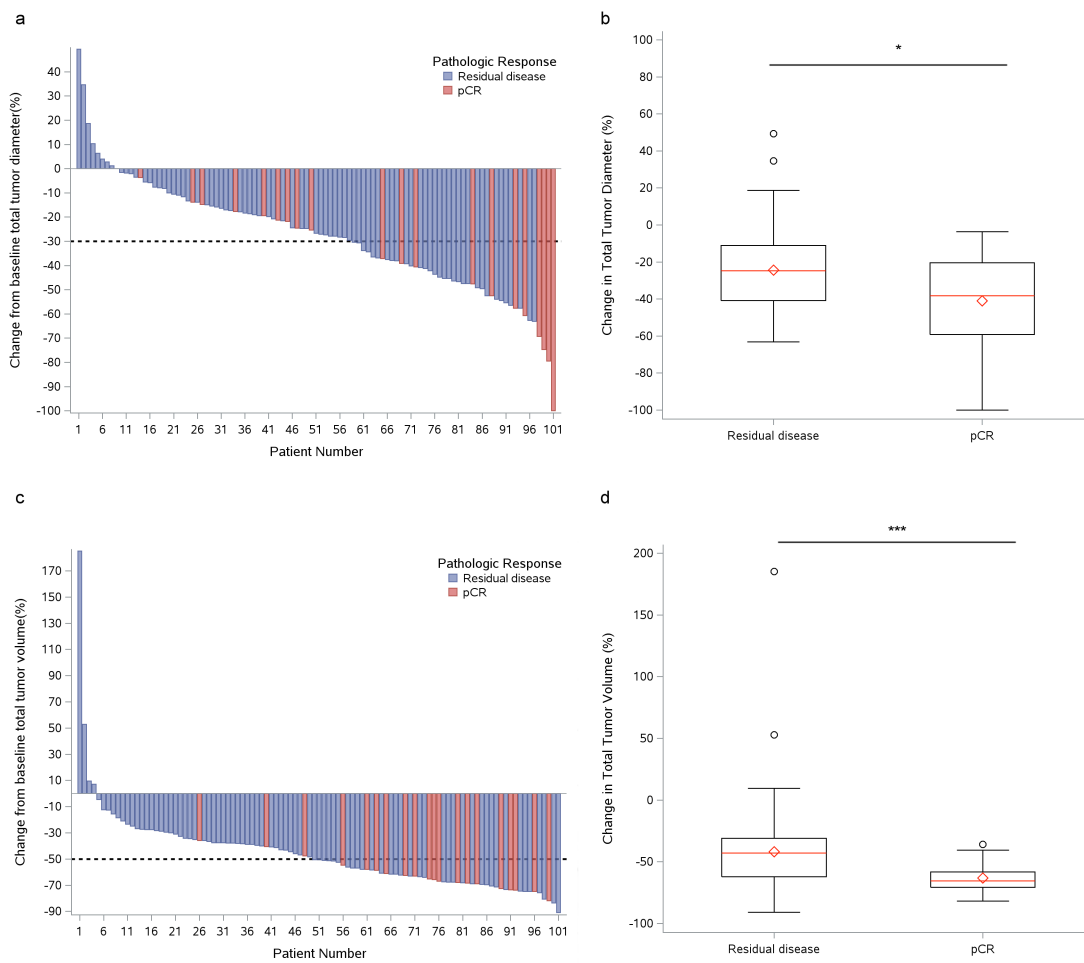 a
Change from baseline total tumor diameter(%)
40
30
20
10
0
-10
-20
-30
-40
-50
-60
-70
-80
-90
-100
Pathologic Response
Residual disease
pCR
1 6 11 16 21 26 31 36 41 46 51 56 61 66 71 76 81 86 91 96 101
Patient Number
b
Change in Total Tumor Diameter (%)
100
80
60
40
20
0
-20
-40
-60
-80
-100
*
Residual disease pCR
c
Change from baseline total tumor volume(%)
170
150
130
110
90
70
50
30
10
-10
-30
-50
-70
-90
Pathologic Response
Residual disease
pCR
1 6 11 16 21 26 31 36 41 46 51 56 61 66 71 76 81 86 91 96 101
Patient Number
d
Change in Total Tumor Volume (%)
200
150
100
50
0
-50
-100
***
Residual disease pCR